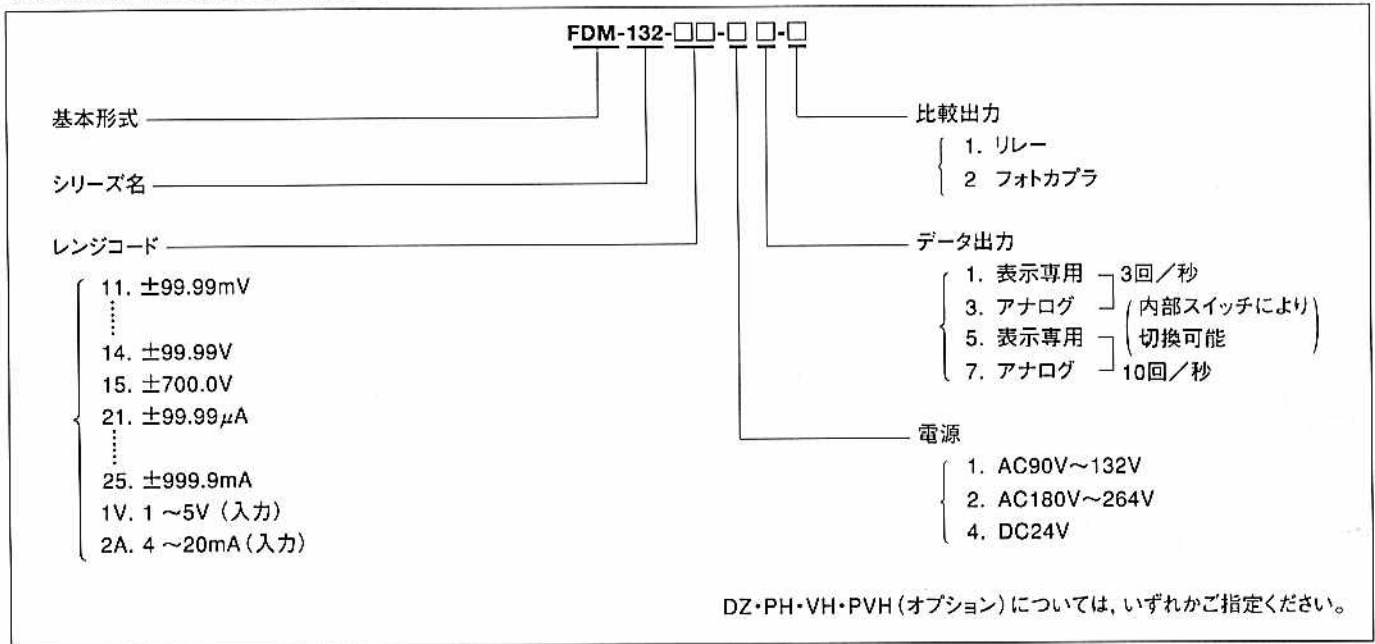 FDM-132-□□-□ □-□
基本形式
シリーズ名
レンジコード
11. ±99.99mV
14. ±99.99V
15. ±700.0V
21. ±99.99μA
25. ±999.9mA
1V. 1 ～5V（入力）
2A. 4 ～20mA（入力）
比較出力
1. リレー
2 フォトカプラ
データ出力
1. 表示専用 3回／秒
3. アナログ （内部スイッチにより
5. 表示専用 切換可能）
7. アナログ 10回／秒
電源
1. AC90V～132V
2. AC180V～264V
4. DC24V
DZ・PH・VH・PVH（オプション）については，いずれかご指定ください。